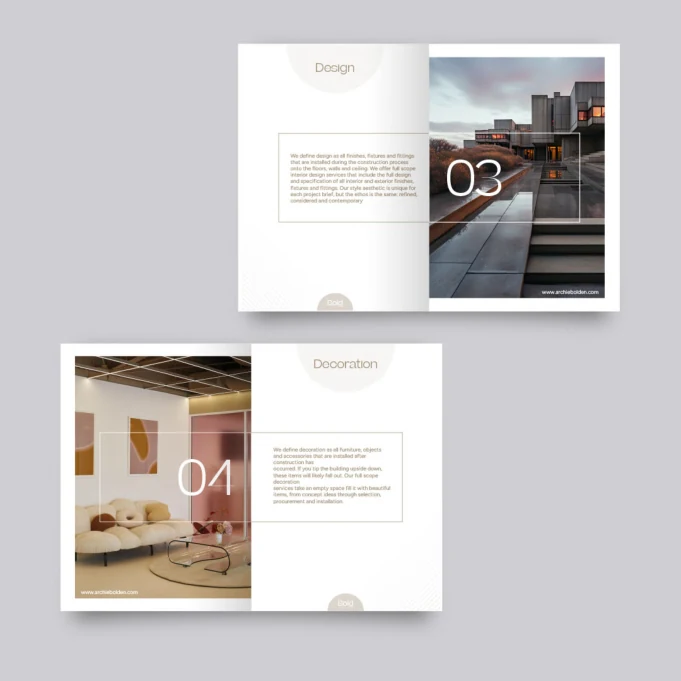 Design
We define design as all finishes, fixtures and fittings
that are installed during the construction process
onto the floors, walls and ceiling. We offer full scope
interior design services that include the full design
and specification of all interior and exterior finishes,
fixtures and fittings. Our style aesthetic is unique for
each project brief, but the ethos is the same: refined,
considered and contemporary
03
www.archiebolden.com
Bold
Decoration
04
We define decoration as all furniture, objects
and accessories that are installed after
construction has
occurred. If you tip the building upside down,
these items will likely fall out. Our full scope
decoration
services take an empty space fill it with beautiful
items, from concept ideas through selection,
procurement and installation.
www.archiebolden.com
Bold